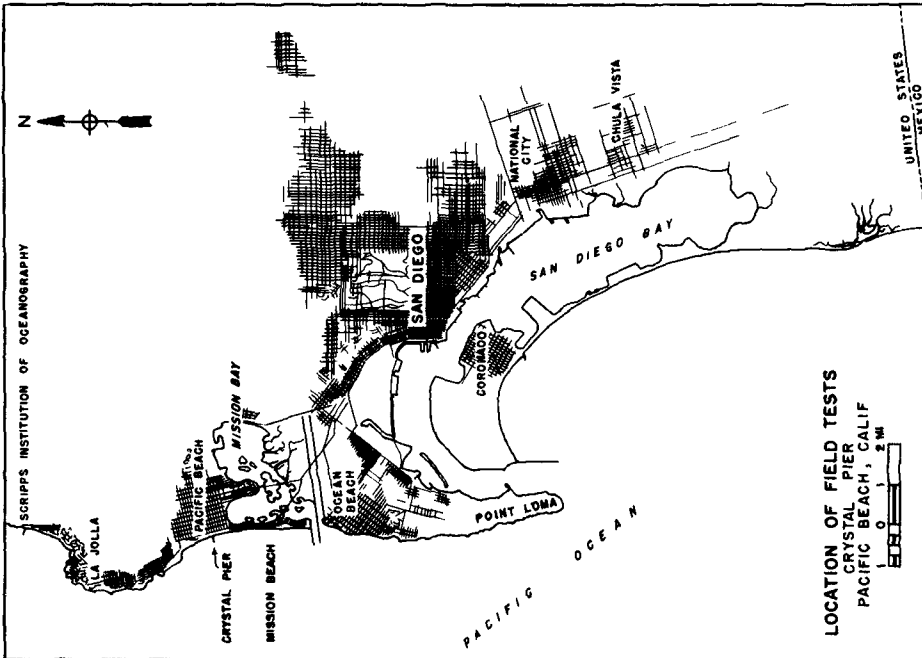 N
SCRIPPS INSTITUTION OF OCEANOGRAPHY
LA JOLLA
PACIFIC BEACH
MISSION BAY
CRYSTAL PIER
MISSION BEACH
OCEAN
BEACH
POINT LOMA
SAN DIEGO
CORONADO
SAN DIEGO BAY
NATIONAL
CITY
CHULA VISTA
UNITED STATES
MEXICO
PACIFIC OCEAN
LOCATION OF FIELD TESTS
CRYSTAL PIER
PACIFIC BEACH, CALIF
1 0 1 2 MI